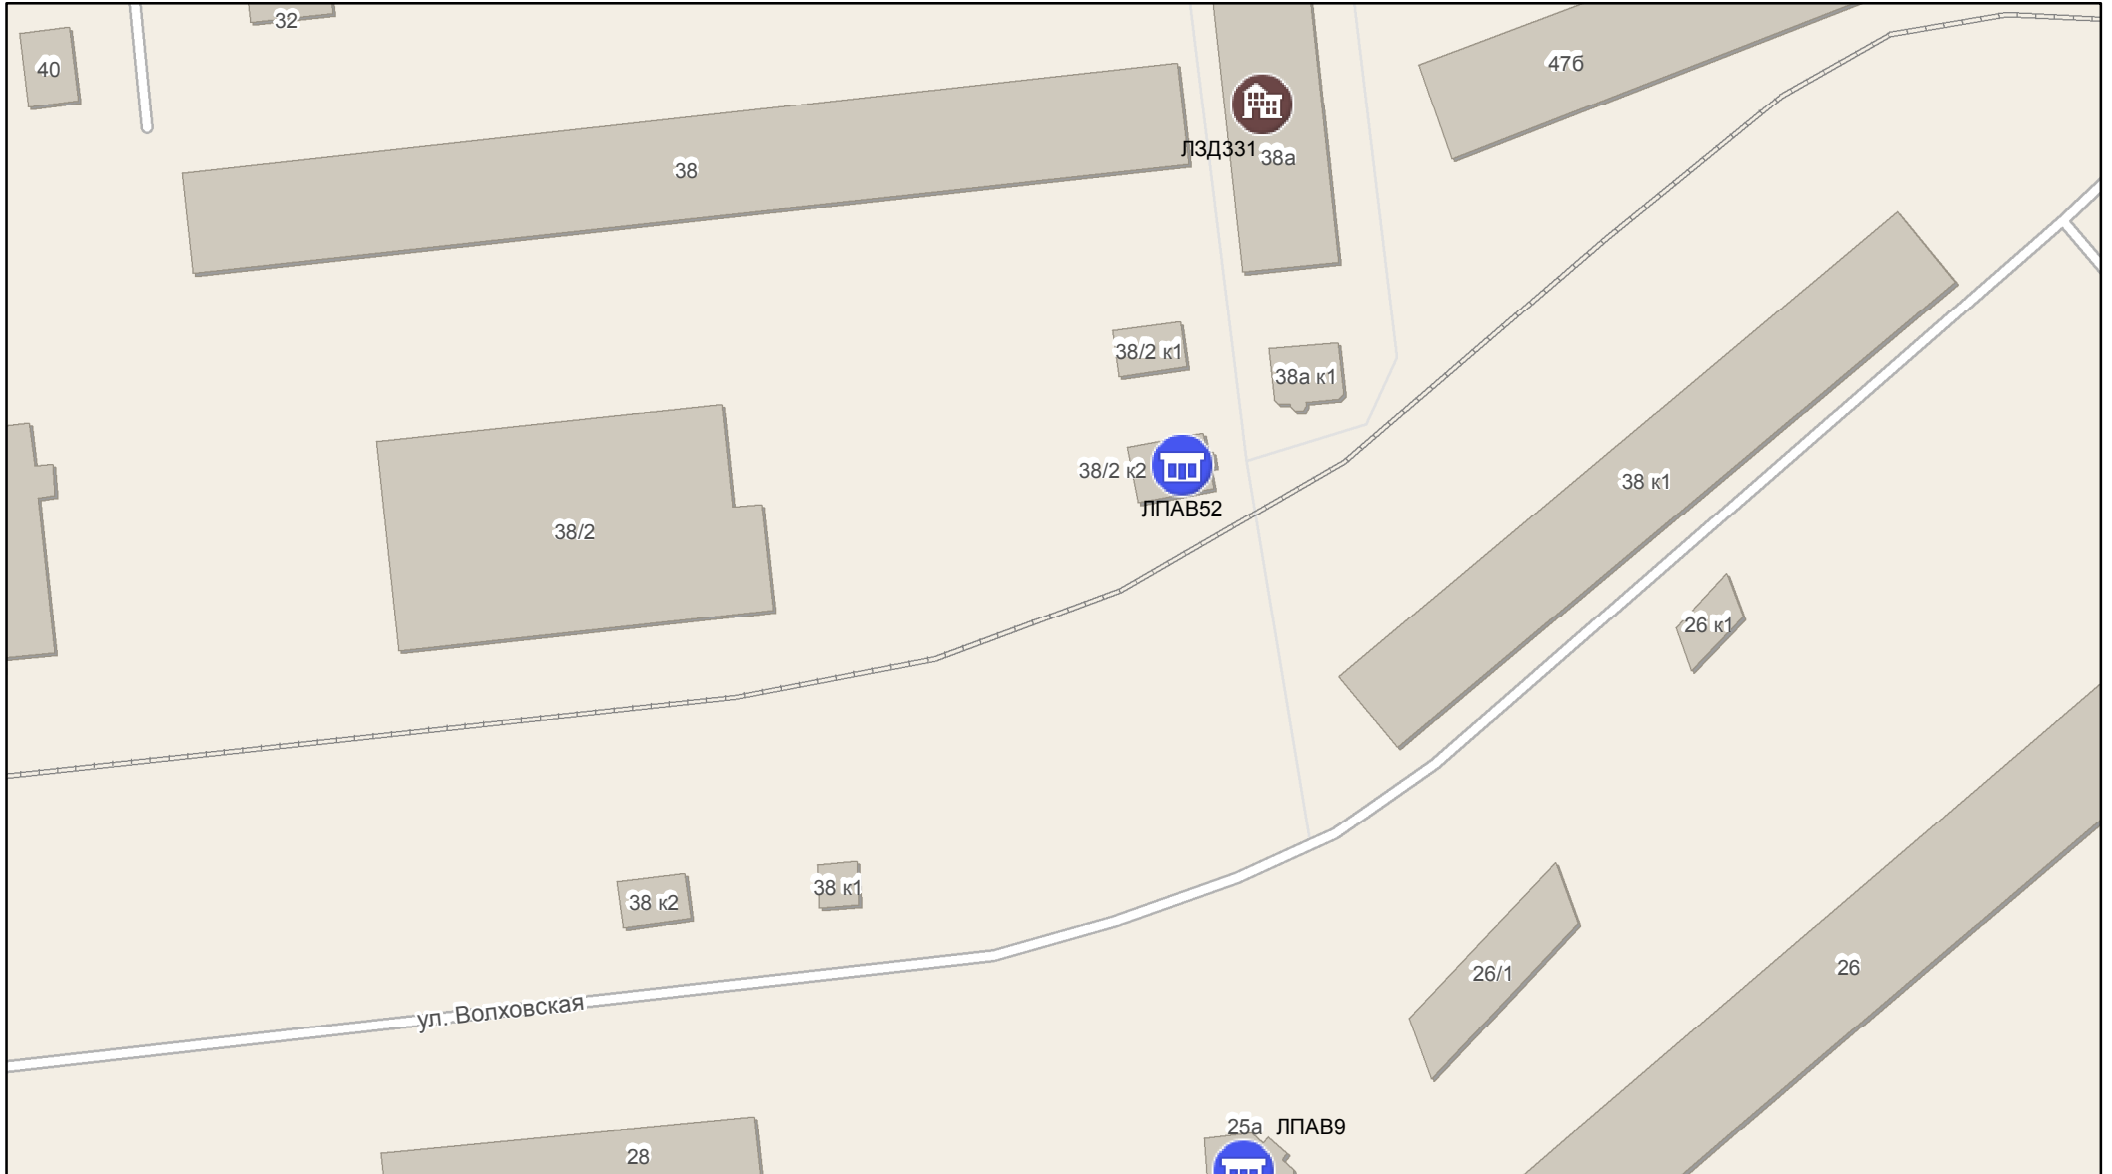 32
40
47б
38
ЛЗД331
38а
38/2 к1
38а к1
38/2 к2
38 к1
ЛПАВ52
38/2
26 к1
38 к1
38 к2
26
26/1
ул. Волховская
25а
ЛПАВ9
28